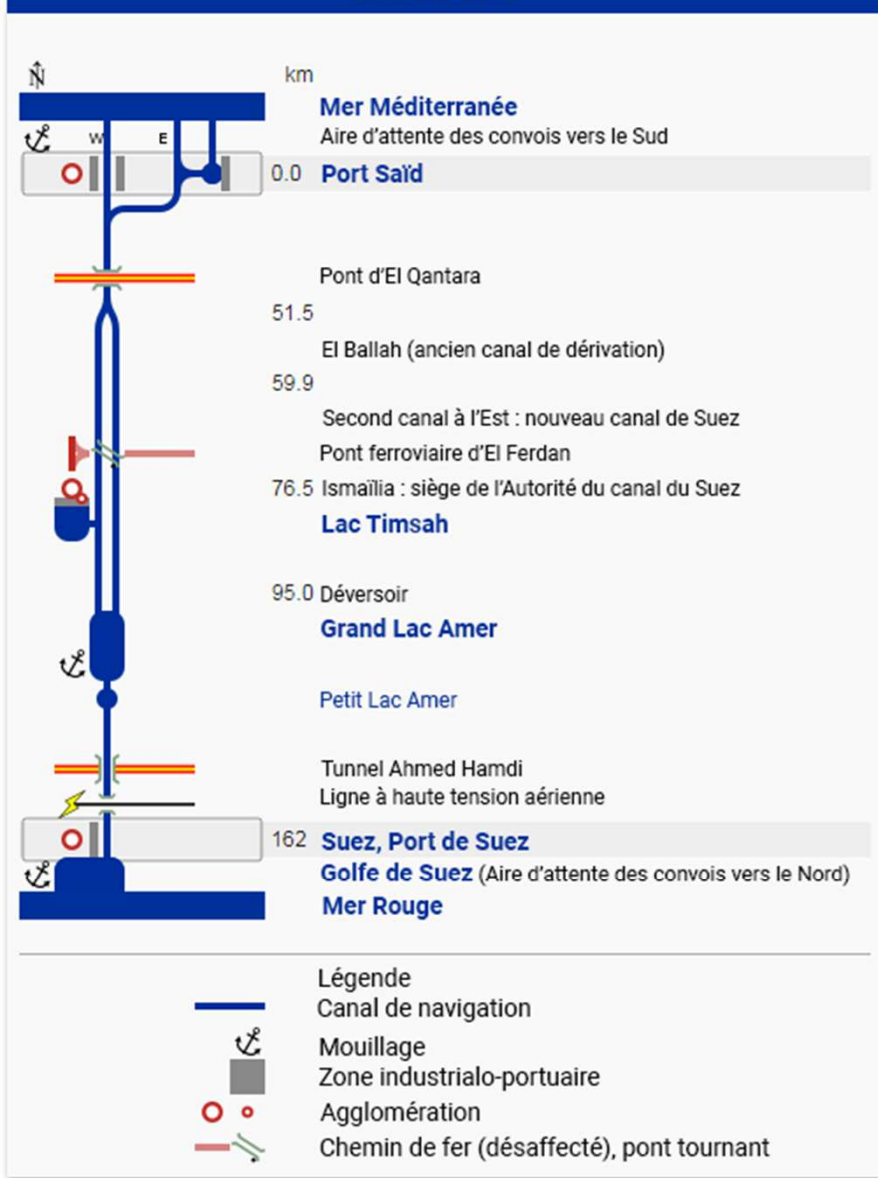 N
km
Mer Méditerranée
W E Aire d'attente des convois vers le Sud
0.0 Port Saïd
Pont d'El Qantara
51.5
El Ballah (ancien canal de dérivation)
59.9
Second canal à l'Est : nouveau canal de Suez
Pont ferroviaire d'El Ferdan
76.5 Ismaïlia : siège de l'Autorité du canal du Suez
Lac Timsah
95.0 Déversoir
Grand Lac Amer
Petit Lac Amer
Tunnel Ahmed Hamdi
Ligne à haute tension aérienne
162 Suez, Port de Suez
Golfe de Suez (Aire d'attente des convois vers le Nord)
Mer Rouge
Légende
Canal de navigation
Mouillage
Zone industrialo-portuaire
Agglomération
Chemin de fer (désaffecté), pont tournant